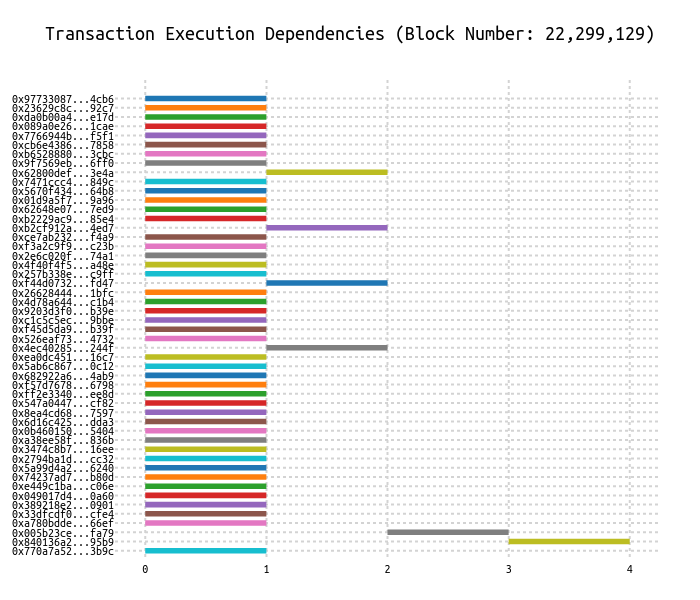 Transaction Execution Dependencies (Block Number: 22,299,129)
0x97733087...4cb6
0x23629c8c...92c7
0xda0b00a4...e17d
0x089a0e26...1cae
0x7766944b...f5f1
0xcb6e4386...7858
0xb6528880...3cbc
0x9f7569eb...6ff0
0x62800def...3e4a
0x7471ccc4...849c
0x5670f434...64b8
0x01d9a5f7...9a96
0x62648e07...7ed9
0xb2229ac9...85e4
0xb2cf912a...4ed7
0xce7ab232...f4a9
0xf3a2c9f9...c23b
0x2e6c020f...74a1
0x4f40f4f5...a48e
0x257b338e...c9ff
0xf44d0732...fd47
0x26628444...1bfc
0x4d78a644...c1b4
0x9203d3f0...b39e
0xc1c5c5ec...9bbe
0xf45d5da9...b39f
0x526eaf73...4732
0x4ec40285...244f
0xea0dc451...16c7
0x5ab6c867...0c12
0x682922a6...4ab9
0xf57d7678...6798
0xff2e3340...ee8d
0x547a0447...cf82
0x8ea4cd68...7597
0x6d16c425...dda3
0x0b460150...5404
0xa38ee58f...836b
0x3474c8b7...16ee
0x2794ba1d...cc32
0x5a99d4a2...6240
0x74237ad7...b80d
0xe449c1ba...c06e
0x049017d4...0a60
0x389218e2...0901
0x33dfcdf0...cfe4
0xa780bdde...66ef
0x005b23ce...fa79
0x840136a2...95b9
0x770a7a52...3b9c
0 1 2 3 4